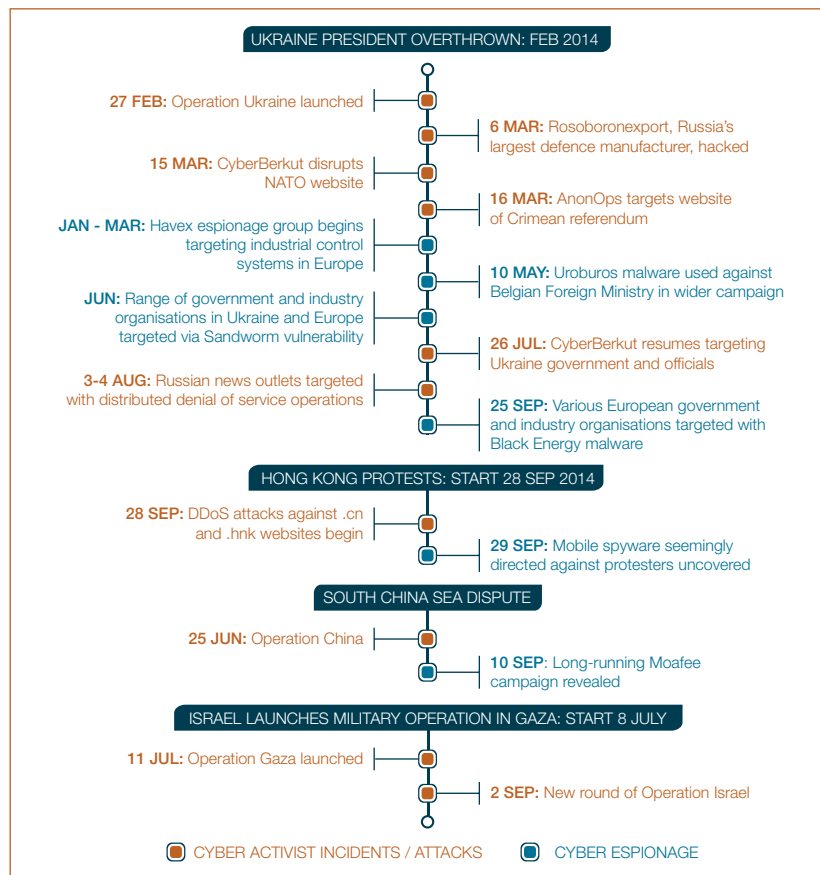 UKRAINE PRESIDENT OVERTHROWN: FEB 2014
27 FEB: Operation Ukraine launched
6 MAR: Rosoboronexport, Russia's
largest defence manufacturer, hacked
15 MAR: CyberBerkut disrupts
NATO website
16 MAR: AnonOps targets website
of Crimean referendum
JAN - MAR: Havex espionage group begins
targeting industrial control
systems in Europe
10 MAY: Uroburos malware used against
Belgian Foreign Ministry in wider campaign
JUN: Range of government and industry
organisations in Ukraine and Europe
targeted via Sandworm vulnerability
26 JUL: CyberBerkut resumes targeting
Ukraine government and officials
3-4 AUG: Russian news outlets targeted
with distributed denial of service operations
25 SEP: Various European government
and industry organisations targeted with
Black Energy malware
HONG KONG PROTESTS: START 28 SEP 2014
28 SEP: DDoS attacks against .cn
and .hnk websites begin
29 SEP: Mobile spyware seemingly
directed against protesters uncovered
SOUTH CHINA SEA DISPUTE
25 JUN: Operation China
10 SEP: Long-running Moafee
campaign revealed
ISRAEL LAUNCHES MILITARY OPERATION IN GAZA: START 8 JULY
11 JUL: Operation Gaza launched
2 SEP: New round of Operation Israel
CYBER ACTIVIST INCIDENTS / ATTACKS
CYBER ESPIONAGE